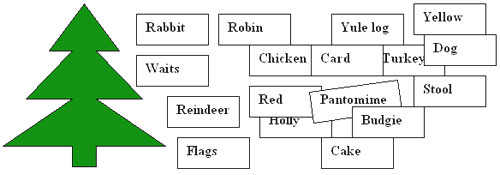 Rabbit
Robin
Yule log
Yellow
Chicken
Card
Turkey
Dog
Waits
Stool
Reindeer
Red
Pantomime
Holly
Budgie
Flags
Cake